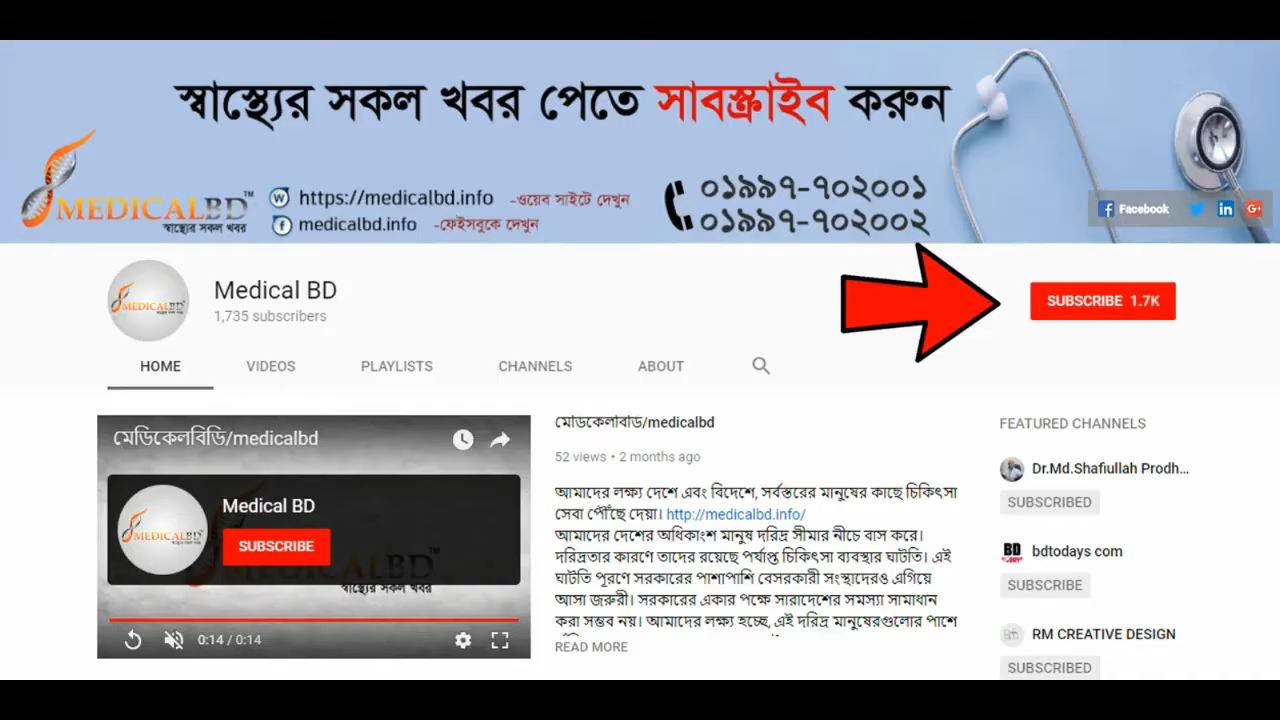 স্বাস্থ্যের সকল খবর পেতে সাবস্ক্রাইব করুন
MEDICALBD™
স্বাস্থ্যের সকল খবর
https://medicalbd.info -ওয়েব সাইটে দেখুন
medicalbd.info -ফেইসবুকে দেখুন
০১৯৯৭-৭০২০০১
০১৯৯৭-৭০২০০২
Facebook
Medical BD
1,735 subscribers
SUBSCRIBE 1.7K
HOME VIDEOS PLAYLISTS CHANNELS ABOUT
মেডিকেলবিডি/medicalbd
Medical BD
SUBSCRIBE
MEDICALBD™
স্বাস্থ্যের সকল খবর
0:14 / 0:14
/medicalbd
52 views • 2 months ago
আমাদের লক্ষ্য দেশে এবং বিদেশে, সর্বস্তরের মানুষের কাছে চিকিৎসা
সেবা পৌঁছে দেয়া। http://medicalbd.info/
আমাদের দেশের অধিকাংশ মানুষ দরিদ্র সীমার নীচে বাস করে।
দরিদ্রতার কারণে তাদের রয়েছে পর্যাপ্ত চিকিৎসা ব্যবস্থার ঘাটতি। এই
ঘাটতি পূরণে সরকারের পাশাপাশি বেসরকারী সংস্থাদেরও এগিয়ে
আসা জরুরী। সরকারের একার পক্ষে সারাদেশের সমস্যা সামাধান
করা সম্ভব নয়। আমাদের লক্ষ্য হচ্ছে, এই দরিদ্র মানুষেরগুলোর পাশে
READ MORE
FEATURED CHANNELS
Dr.Md.Shafiullah Prodh...
SUBSCRIBED
bdtodays com
SUBSCRIBE
RM CREATIVE DESIGN
SUBSCRIBED